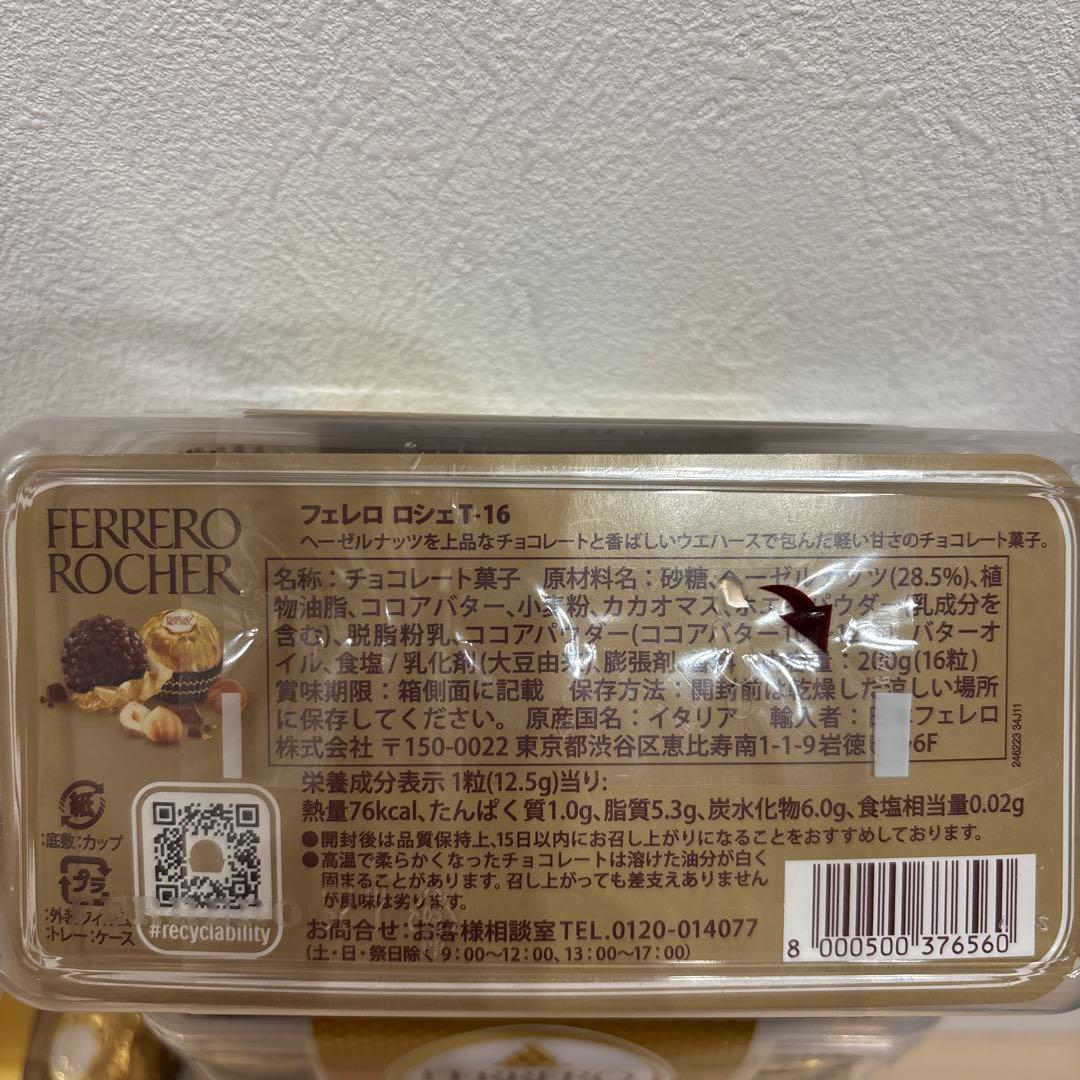 FERRERO
ROCHER
フェレロ ロシェ T-16
ヘーゼルナッツを上品なチョコレートと香ばしいウエハースで包んだ軽い甘さのチョコレート菓子。
名称：チョコレート菓子 原材料名：砂糖、ヘーゼルナッツ(28.5%)、植
物油脂、ココアバター、小麦粉、カカオマス、ホエイパウダー(乳成分を
含む)、脱脂粉乳、ココアパウダー(ココアバター バターオ
イル、食塩/乳化剤(大豆由来)、膨張剤、香料 内容量：200g(16粒)
賞味期限：箱側面に記載 保存方法：開封前は乾燥した涼しい場所
に保存してください。 原産国名：イタリア 輸入者：日本フェレロ
株式会社 〒150-0022 東京都渋谷区恵比寿南1-1-9 岩徳ビル6F
246223 34J11
栄養成分表示 1粒(12.5g)当り:
熱量76kcal、たんぱく質1.0g、脂質5.3g、炭水化物6.0g、食塩相当量0.02g
●開封後は品質保持上、15日以内にお召し上がりになることをおすすめしております。
●高温で柔らかくなったチョコレートは溶けた油分が白く
固まることがあります。召し上がっても差支えありません
が風味は劣ります。
お問合せ:お客様相談室 TEL.0120-014077
(土・日・祭日除く 9：00～12：00、13：00～17：00)
紙
:底敷:カップ
プラ
:外装フィルム
:トレー:ケース
#recyclability
8 000500 376560
FERRERO